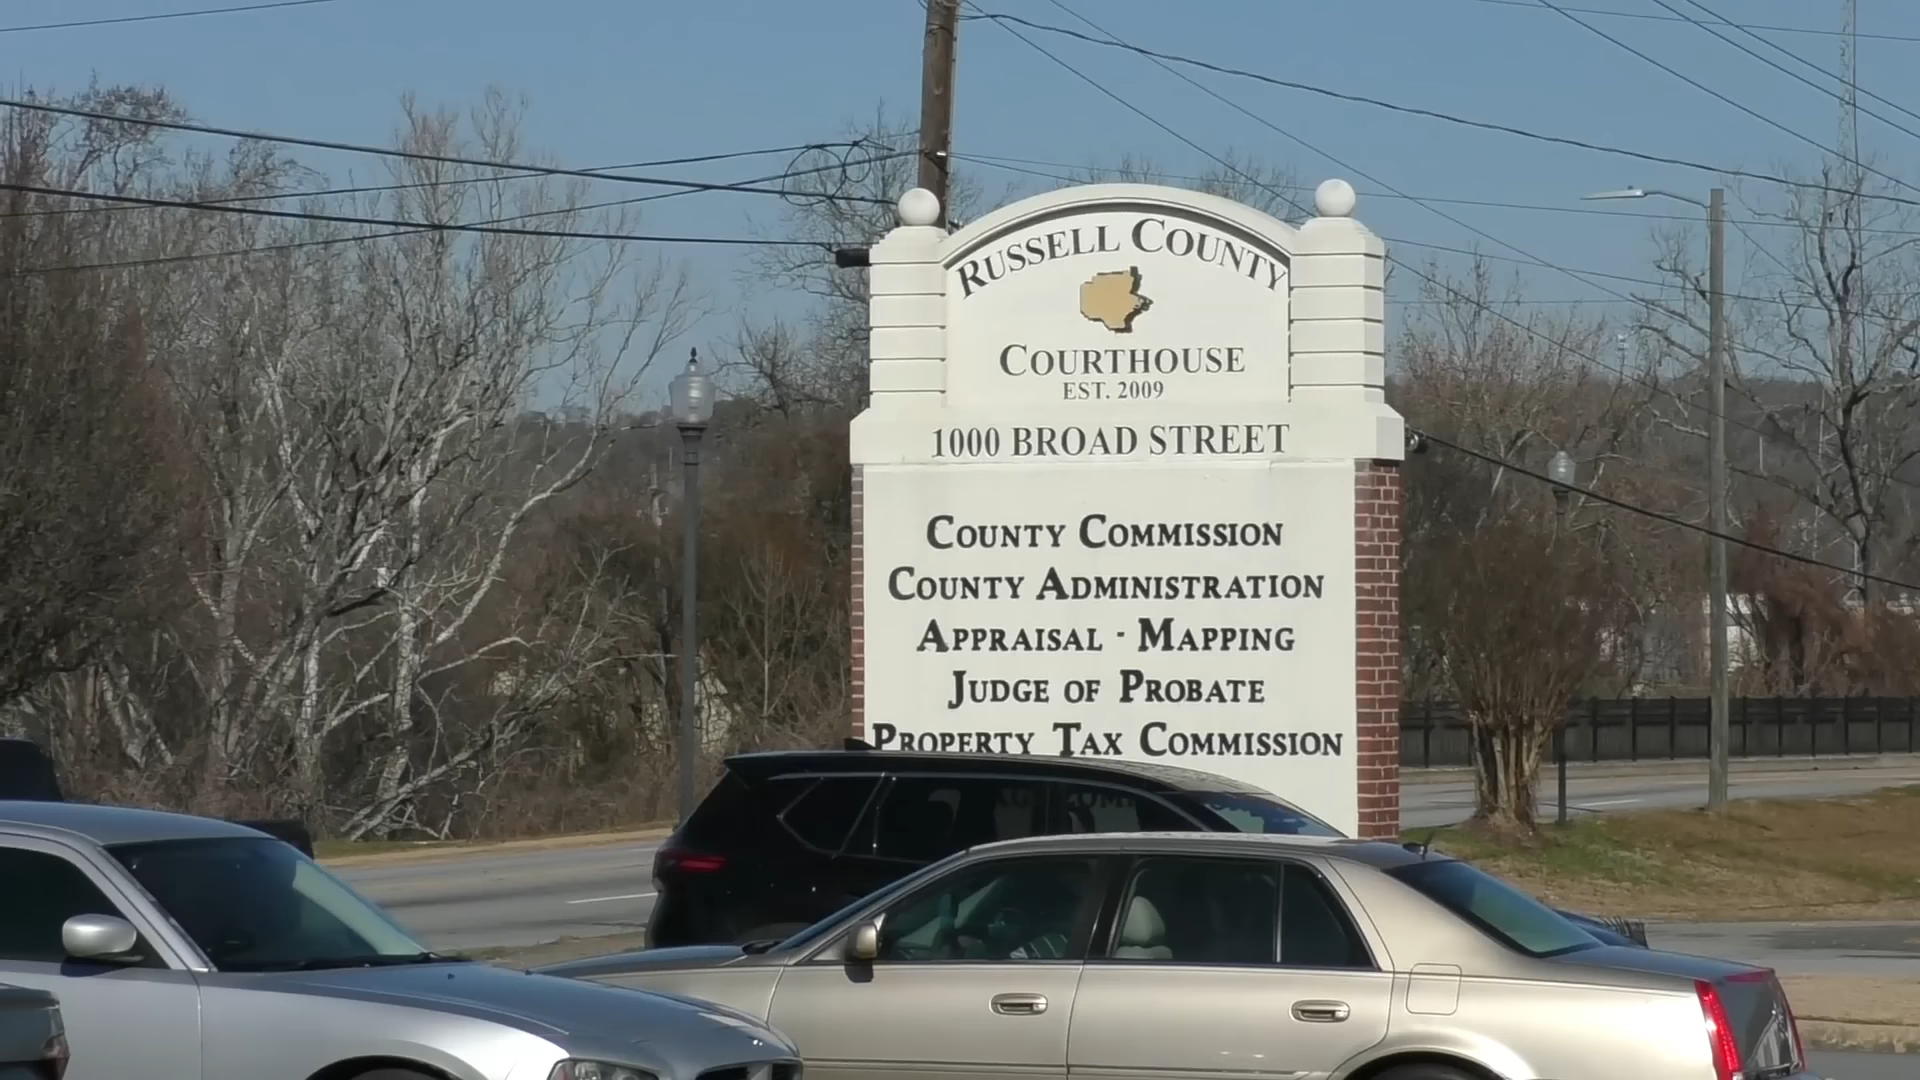 RUSSELL COUNTY
COURTHOUSE
EST. 2009
1000 BROAD STREET
COUNTY COMMISSION
COUNTY ADMINISTRATION
APPRAISAL - MAPPING
JUDGE OF PROBATE
PROPERTY TAX COMMISSION